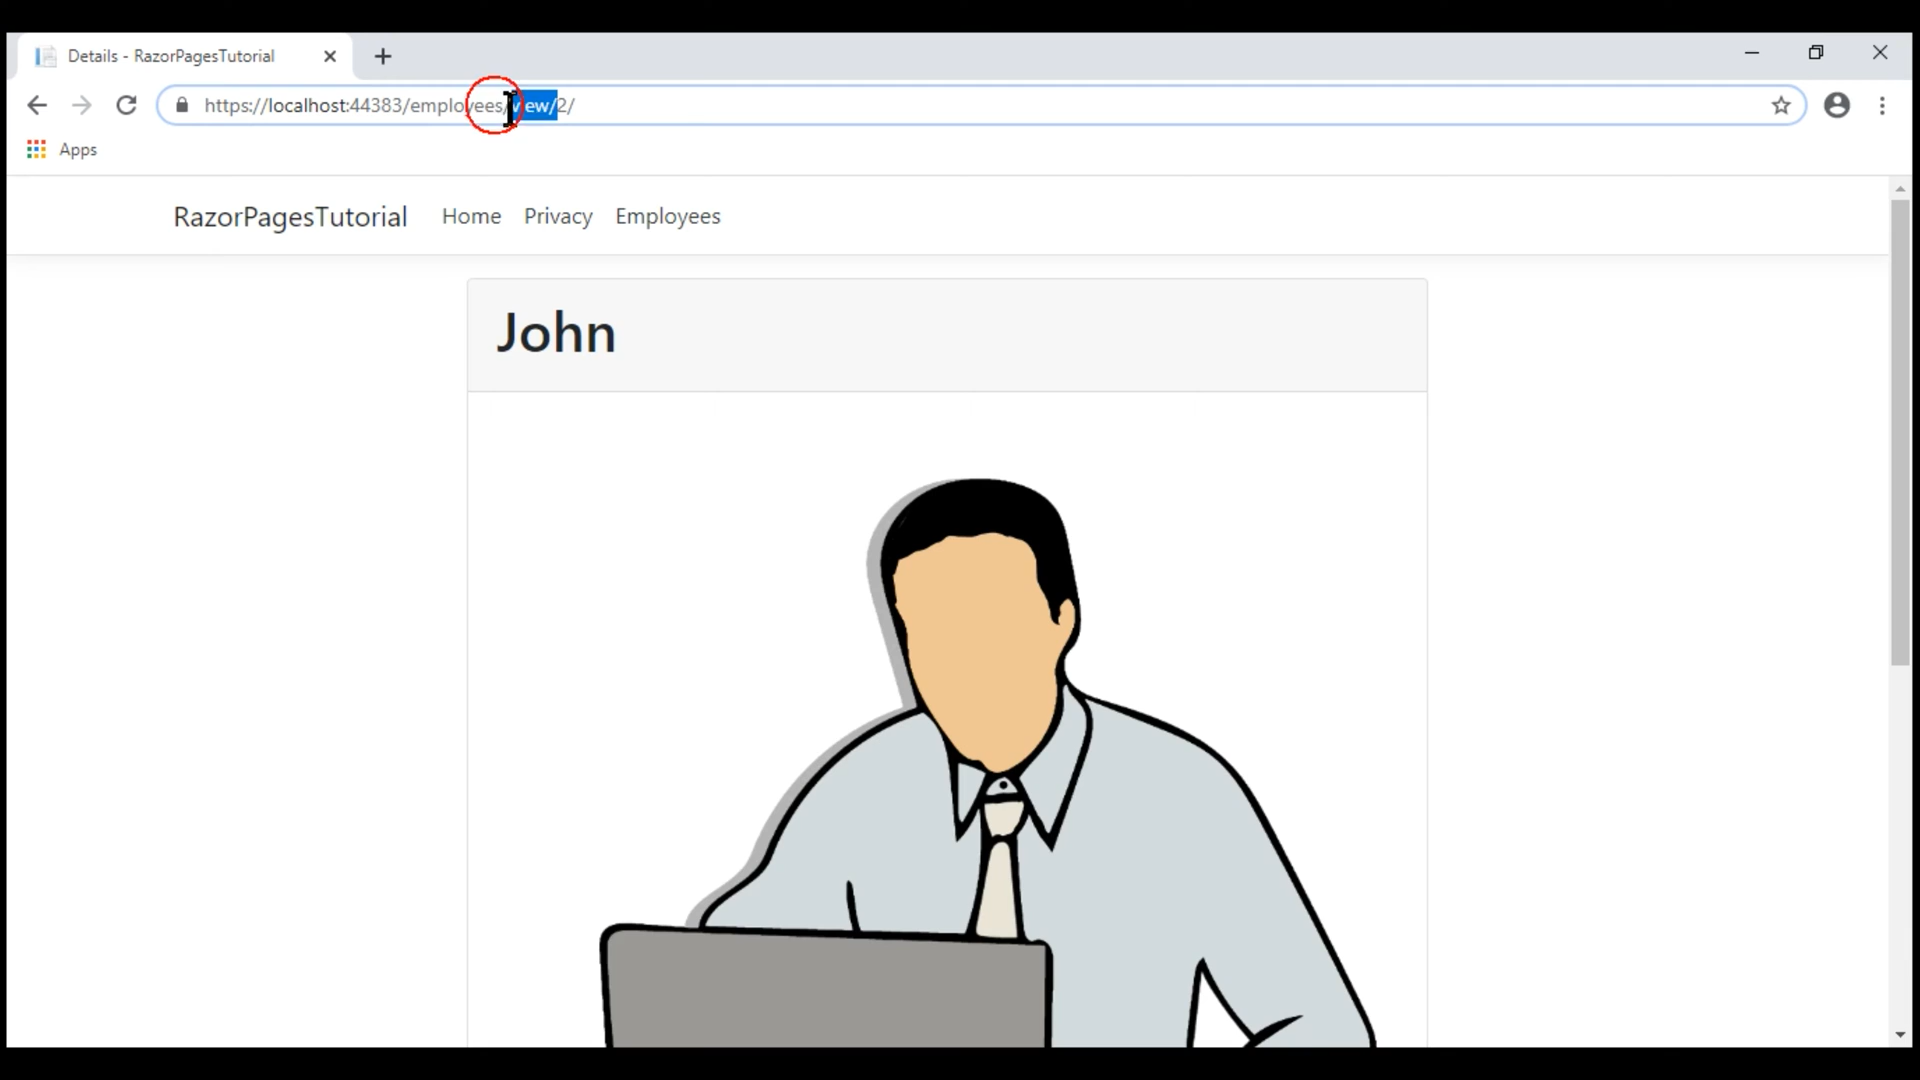 Details - RazorPagesTutorial
https://localhost:44383/employees/view/2/
Apps
RazorPagesTutorial Home Privacy Employees
John